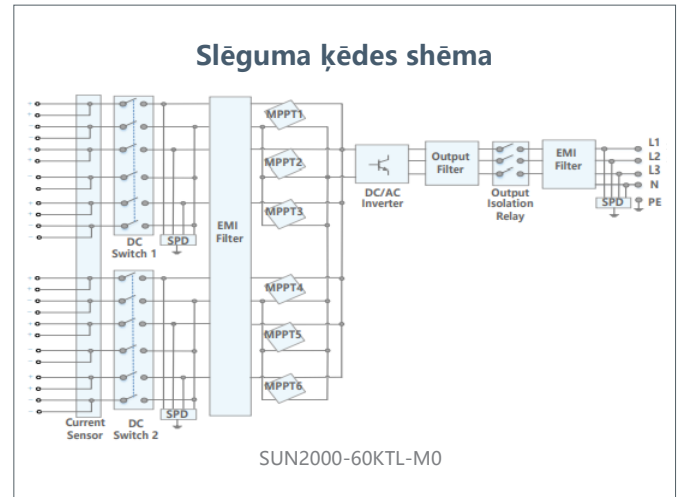 Slēguma ķēdes shēma
MPPT1
MPPT2
MPPT3
MPPT4
MPPT5
MPPT6
EMI
Filter
DC
Switch 1
SPD
DC
Switch 2
SPD
Current
Sensor
DC/AC
Inverter
Output
Filter
Output
Isolation
Relay
EMI
Filter
SPD
L1
L2
L3
N
PE
SUN2000-60KTL-M0